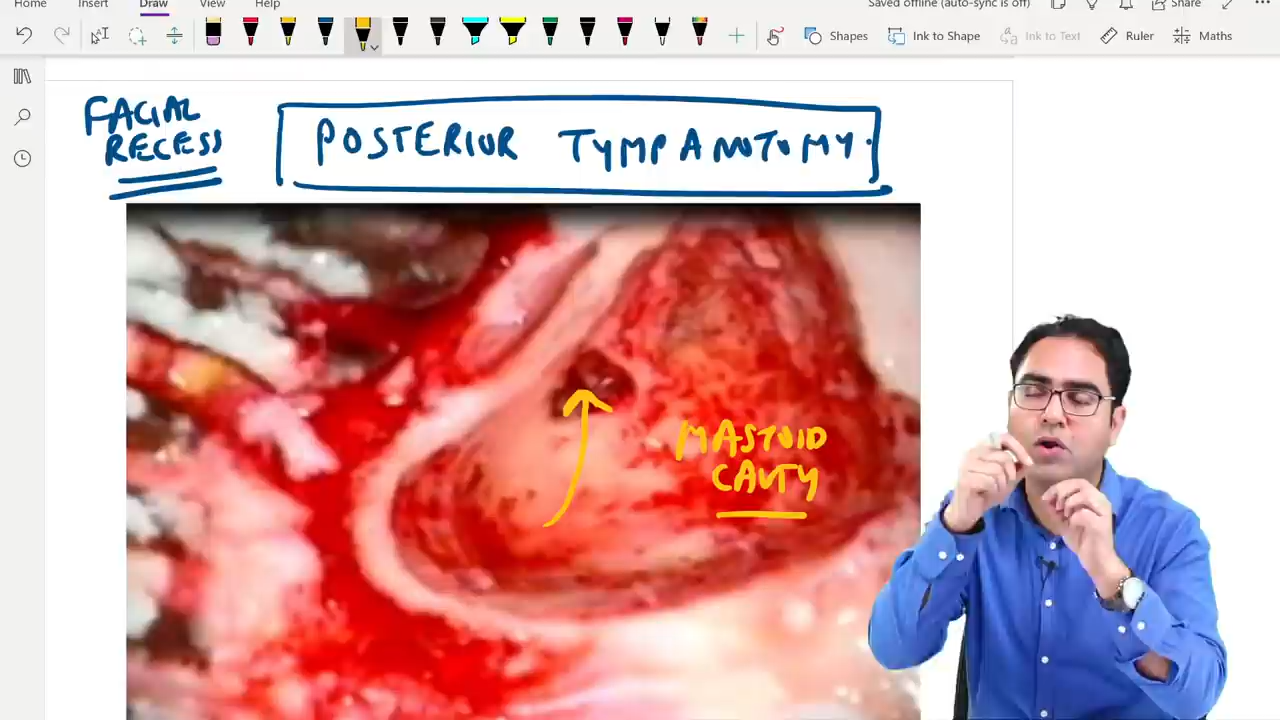 Home Insert Draw View Help Saved offline (auto-sync is off) Share
Shapes Ink to Shape Ink to Text Ruler Maths
FACIAL
RECESS
POSTERIOR TYMPANOTOMY.
MASTOID
CAVITY